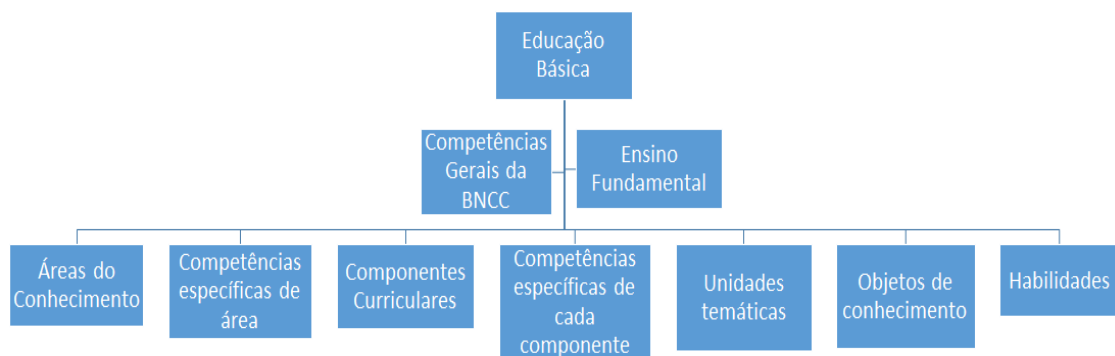 Educação
Básica
Competências
Gerais da
BNCC
Ensino
Fundamental
Áreas do
Conhecimento
Competências
específicas de
área
Componentes
Curriculares
Competências
específicas de
cada
componente
Unidades
temáticas
Objetos de
conhecimento
Habilidades